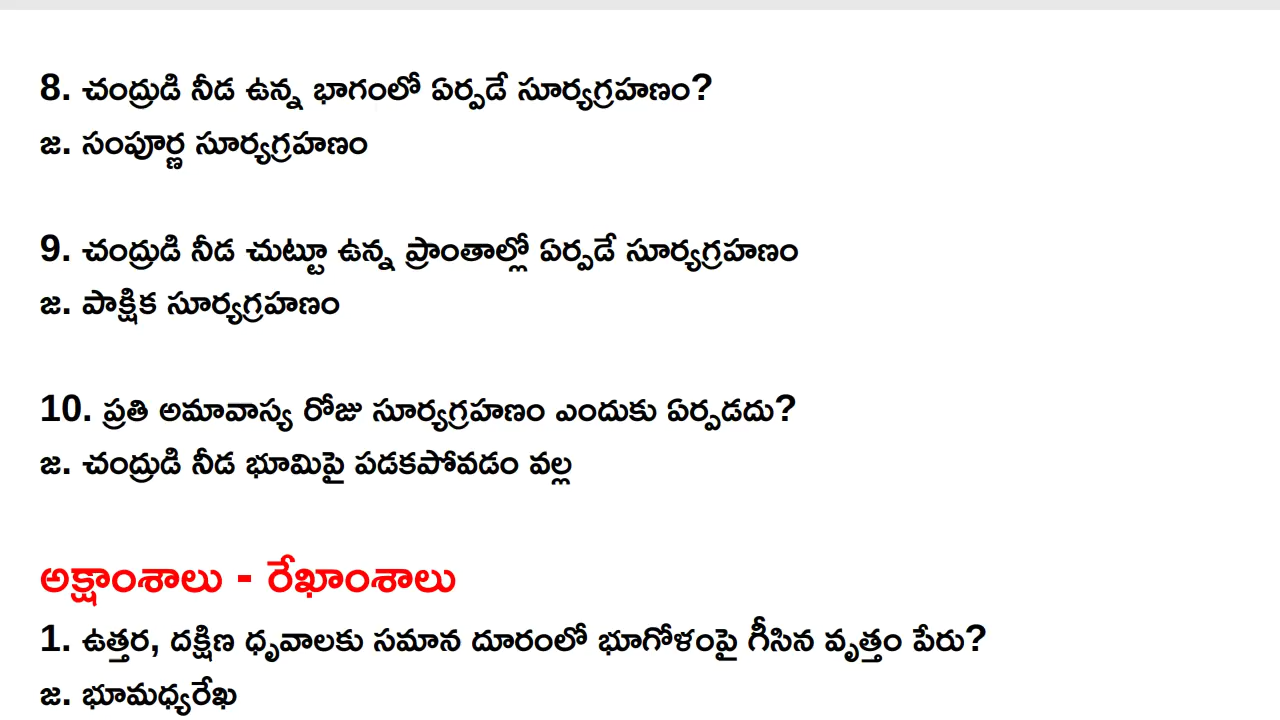 8. చంద్రుడి నీడ ఉన్న భాగంలో ఏర్పడే సూర్యగ్రహణం?
జ. సంపూర్ణ సూర్యగ్రహణం
9. చంద్రుడి నీడ చుట్టూ ఉన్న ప్రాంతాల్లో ఏర్పడే సూర్యగ్రహణం
జ. పాక్షిక సూర్యగ్రహణం
10. ప్రతి అమావాస్య రోజు సూర్యగ్రహణం ఎందుకు ఏర్పడదు?
జ. చంద్రుడి నీడ భూమిపై పడకపోవడం వల్ల
అక్షాంశాలు - రేఖాంశాలు
1. ఉత్తర, దక్షిణ ధృవాలకు సమాన దూరంలో భూగోళంపై గీసిన వృత్తం పేరు?
జ. భూమధ్యరేఖ